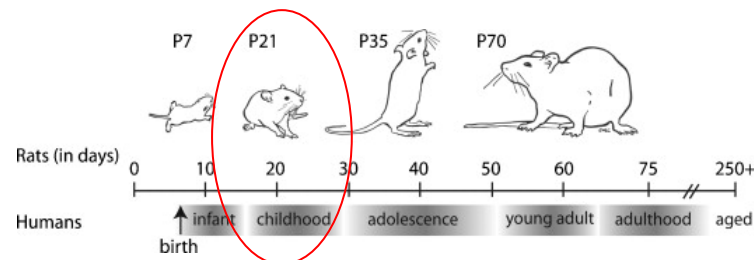 P7 P21 P35 P70
Rats (in days) 0 10 20 30 40 50 60 75 250+
Humans infant childhood adolescence young adult adulthood aged
birth